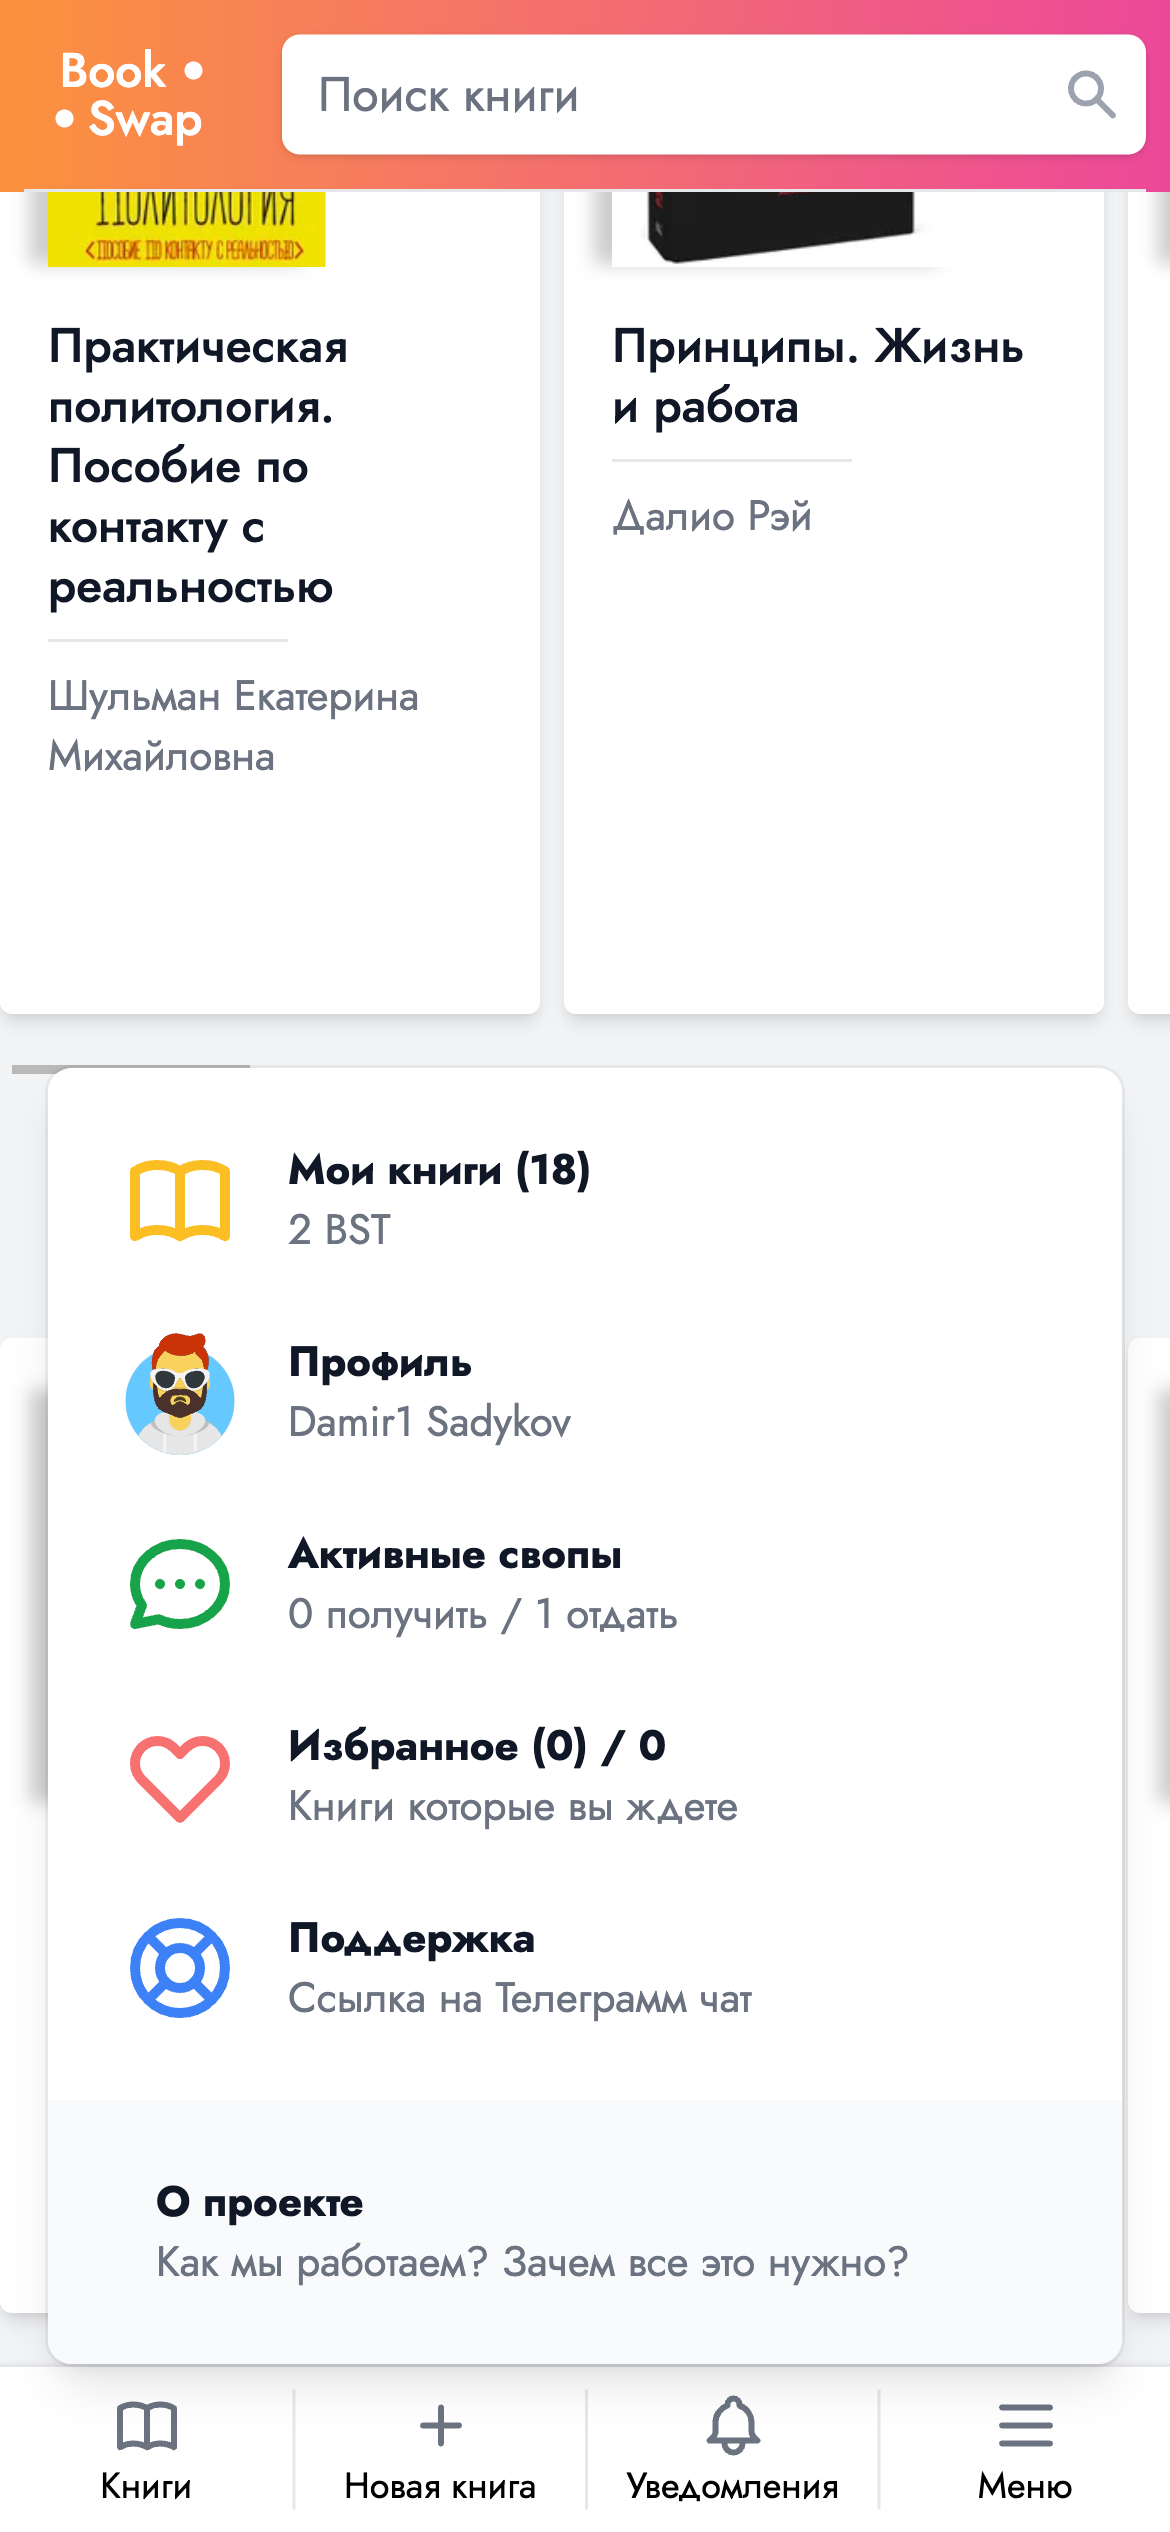 Book •
• Swap
Поиск книги
ПОЛИТОЛОГИЯ
<ПОСОБИЕ ПО КОНТАКТУ С РЕАЛЬНОСТЬЮ>
Практическая
политология.
Пособие по
контакту с
реальностью
Шульман Екатерина
Михайловна
Принципы. Жизнь
и работа
Далио Рэй
Мои книги (18)
2 BST
Профиль
Damir1 Sadykov
Активные свопы
0 получить / 1 отдать
Избранное (0) / 0
Книги которые вы ждете
Поддержка
Ссылка на Телеграмм чат
О проекте
Как мы работаем? Зачем все это нужно?
Книги
Новая книга
Уведомления
Меню